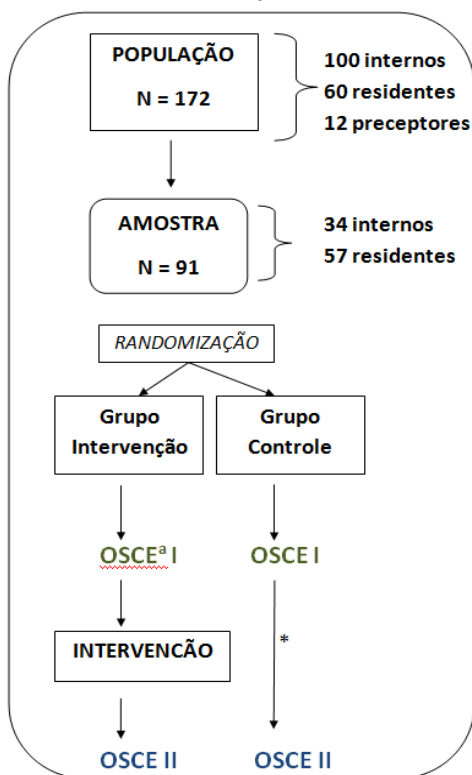 POPULAÇÃO
N = 172
100 internos
60 residentes
12 preceptores
AMOSTRA
N = 91
34 internos
57 residentes
RANDOMIZAÇÃO
Grupo
Intervenção
Grupo
Controle
OSCEª I
OSCE I
INTERVENCÃO
*
OSCE II
OSCE II